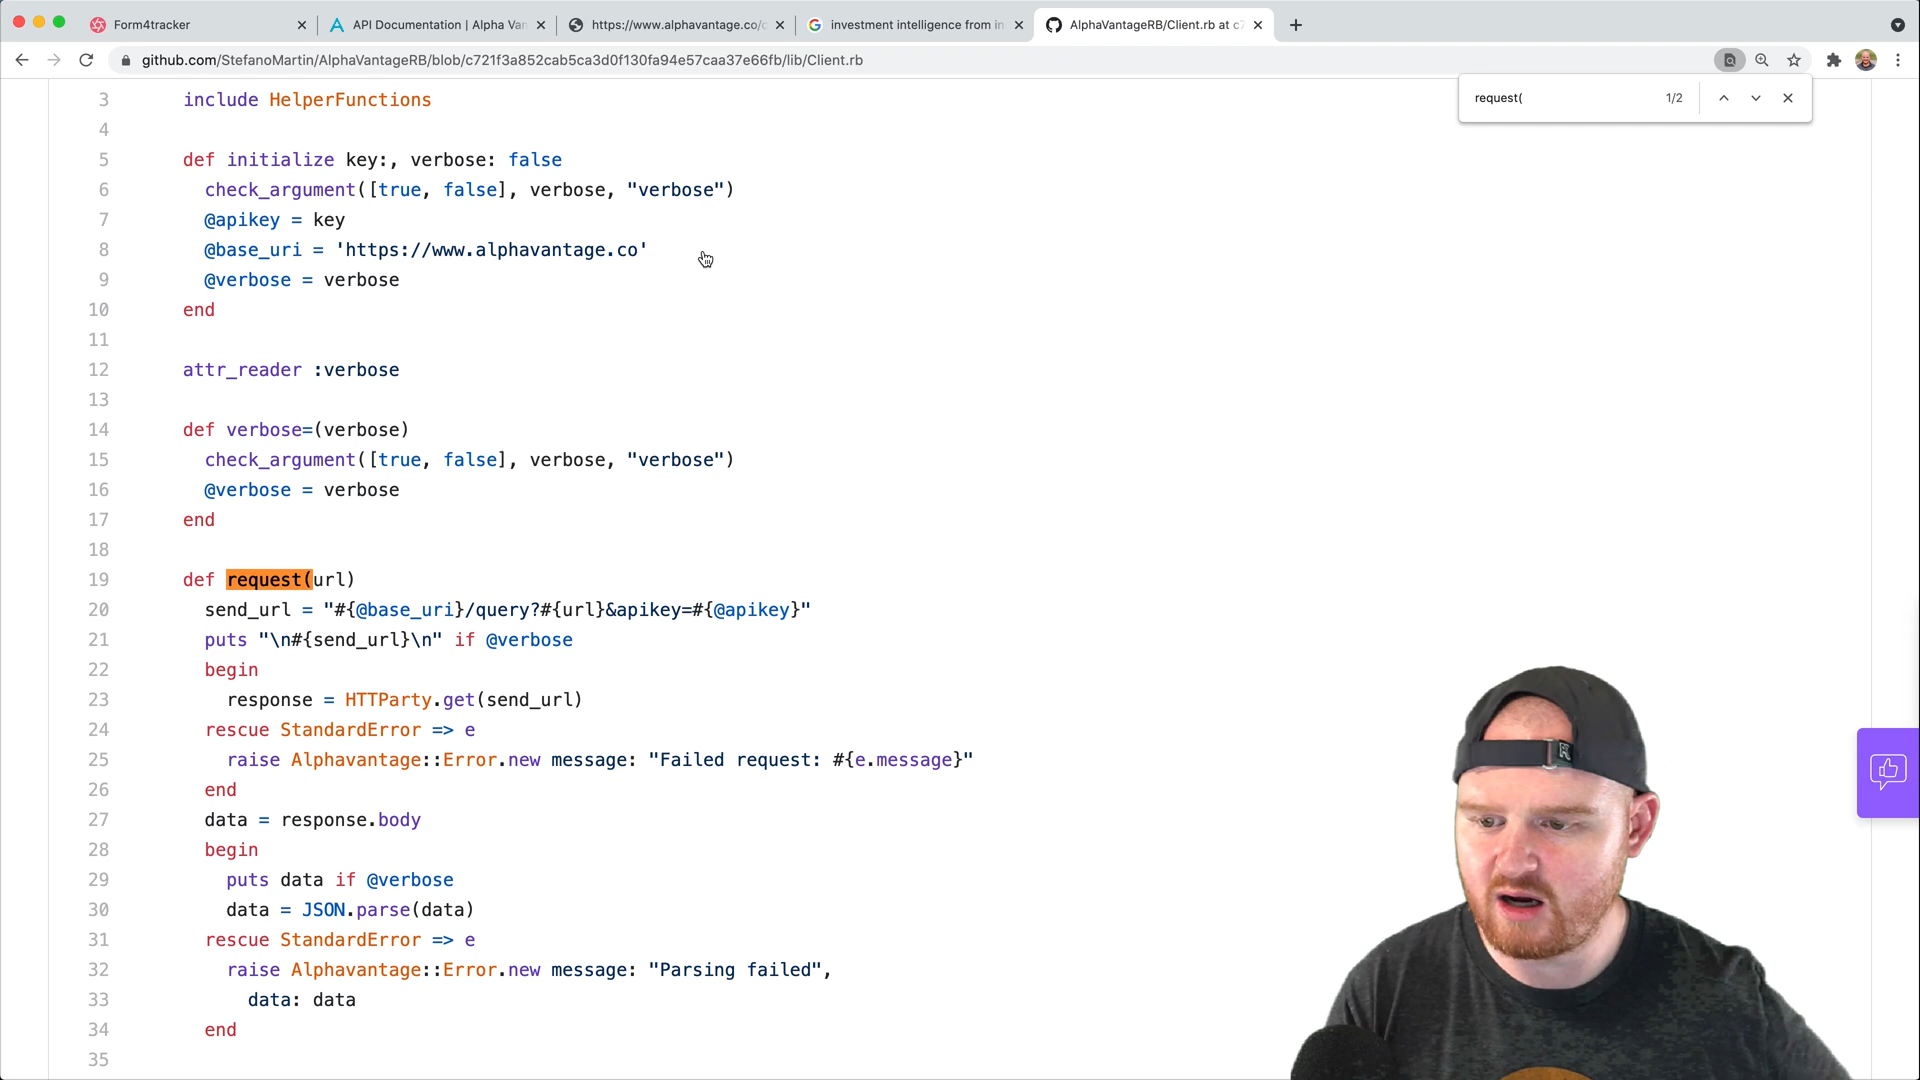 Form4tracker
API Documentation | Alpha Van
https://www.alphavantage.co/
investment intelligence from in
AlphaVantageRB/Client.rb at c7
github.com/StefanoMartin/AlphaVantageRB/blob/c721f3a852cab5ca3d0f130fa94e57caa37e66fb/lib/Client.rb
request(
1/2
3 include HelperFunctions
4
5 def initialize key:, verbose: false
6 check_argument([true, false], verbose, "verbose")
7 @apikey = key
8 @base_uri = 'https://www.alphavantage.co'
9 @verbose = verbose
10 end
11
12 attr_reader :verbose
13
14 def verbose=(verbose)
15 check_argument([true, false], verbose, "verbose")
16 @verbose = verbose
17 end
18
19 def request(url)
20 send_url = "#{@base_uri}/query?#{url}&apikey=#{@apikey}"
21 puts "\n#{send_url}\n" if @verbose
22 begin
23 response = HTTParty.get(send_url)
24 rescue StandardError => e
25 raise Alphavantage::Error.new message: "Failed request: #{e.message}"
26 end
27 data = response.body
28 begin
29 puts data if @verbose
30 data = JSON.parse(data)
31 rescue StandardError => e
32 raise Alphavantage::Error.new message: "Parsing failed",
33 data: data
34 end
35